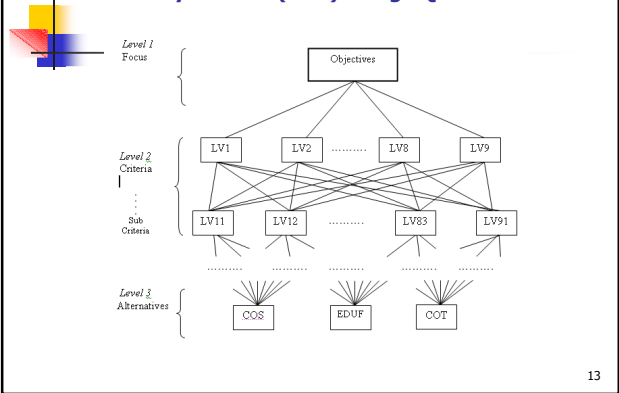 Level 1
Focus
Objectives
LV1 LV2 .......... LV8 LV9
Level 2
Criteria
Sub
Criteria
LV11 LV12 .......... LV83 LV91
.......... .......... .......... .......... ..........
Level 3
Alternatives
COS EDUF COT
13